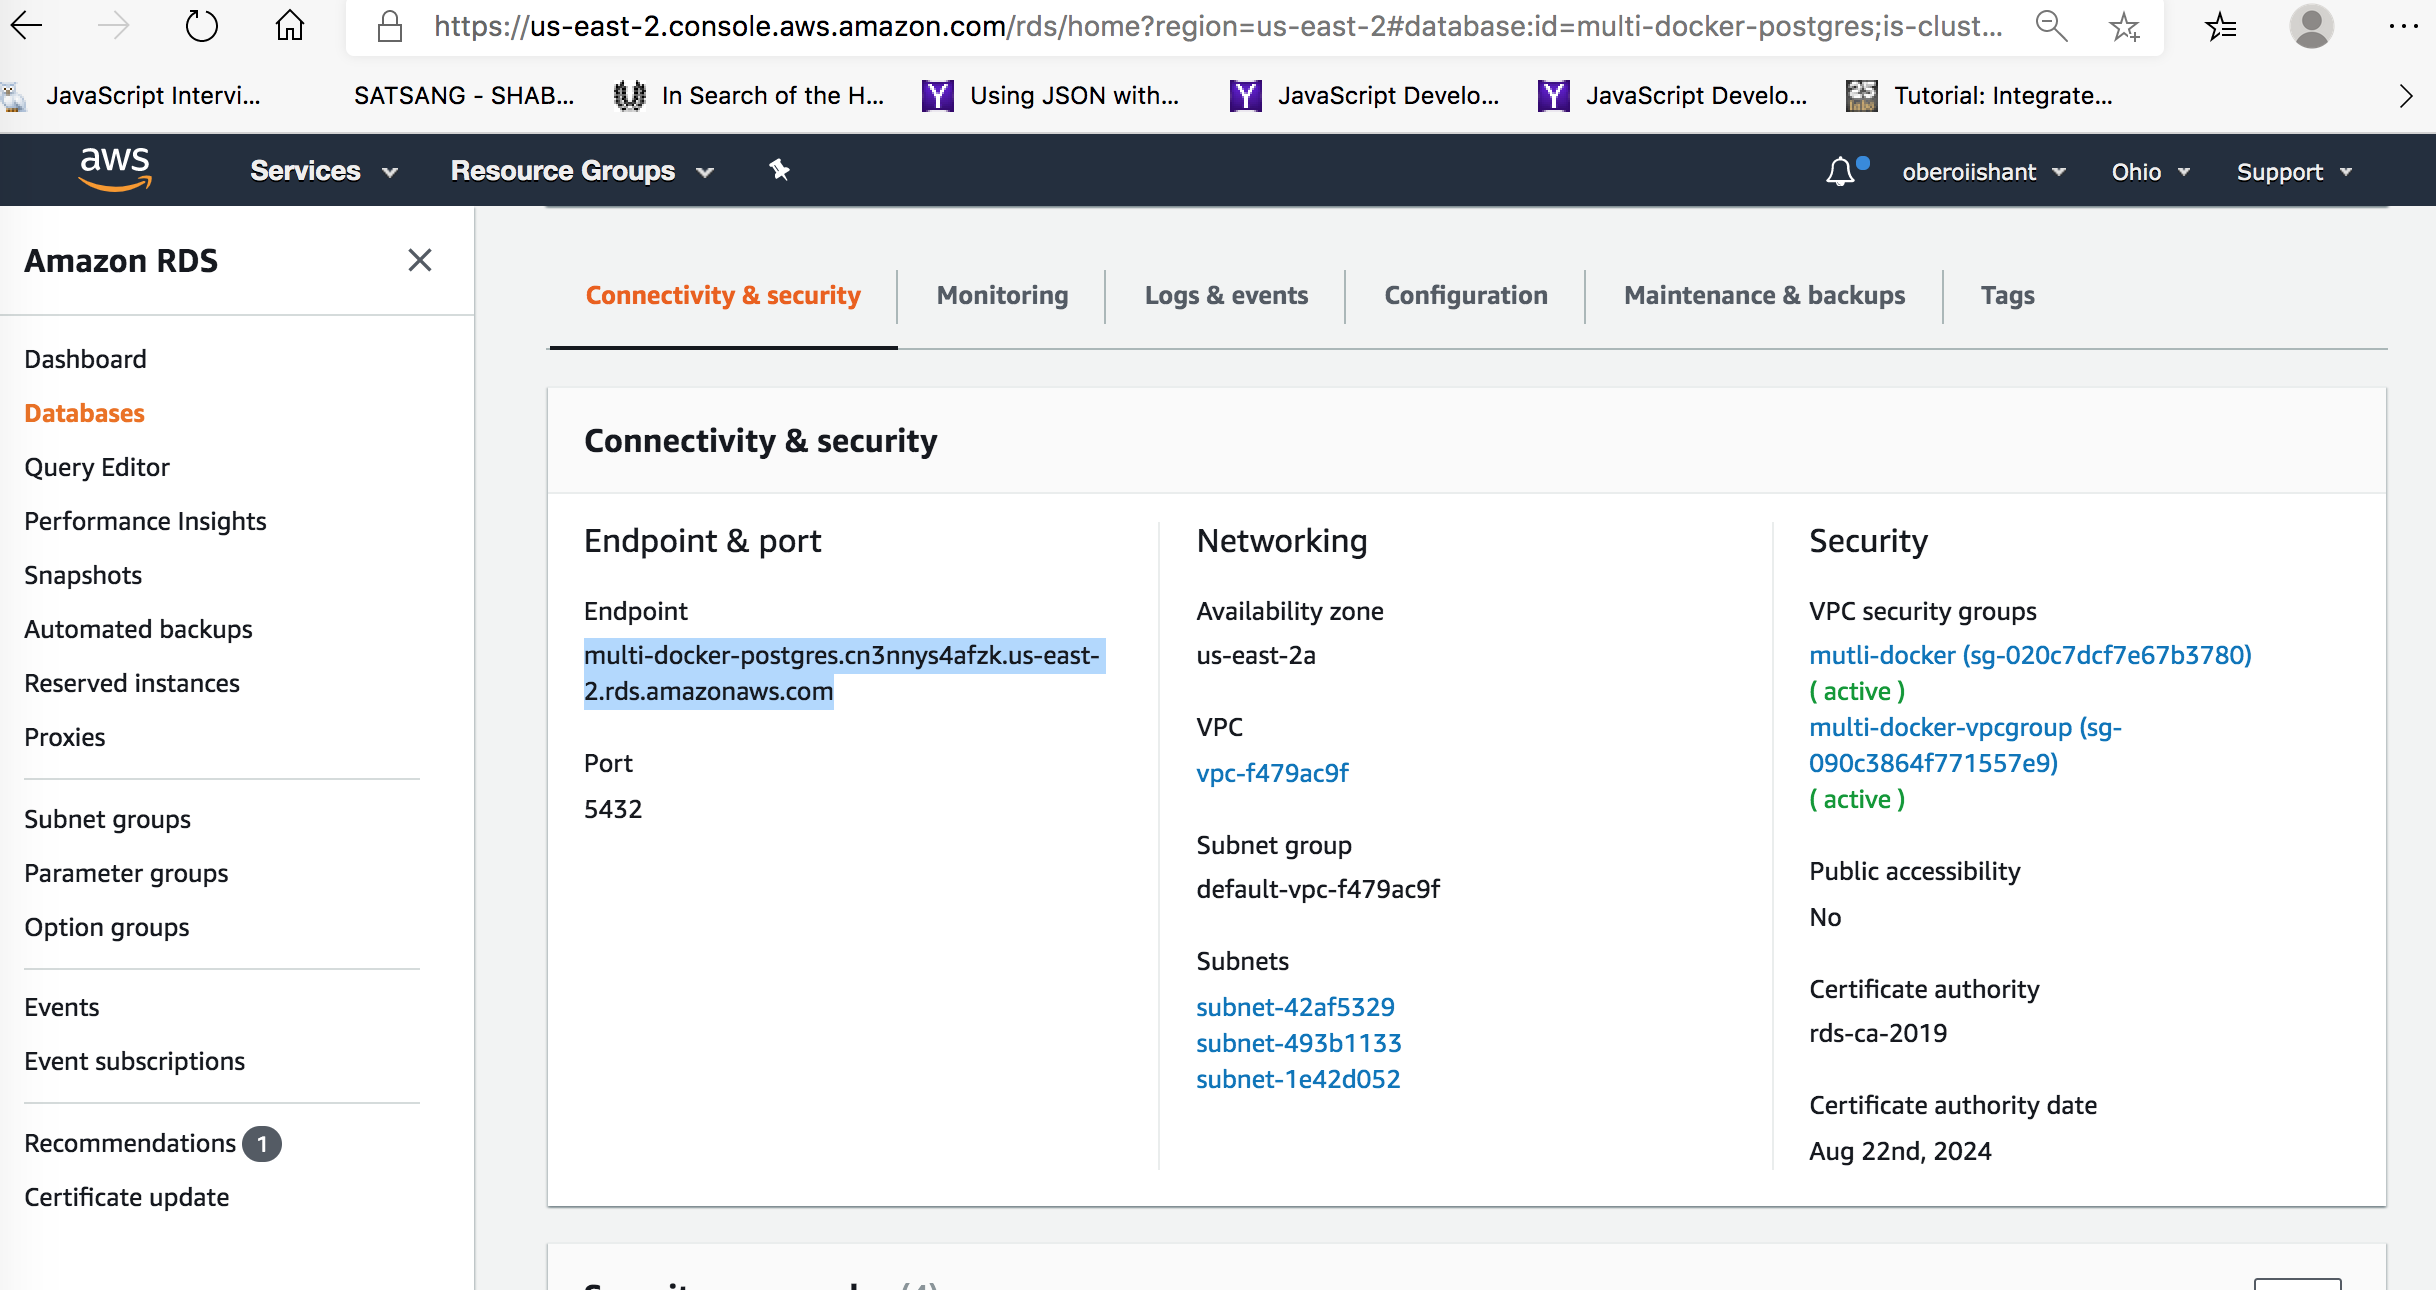 https://us-east-2.console.aws.amazon.com/rds/home?region=us-east-2#database:id=multi-docker-postgres;is-clust...
JavaScript Intervi... SATSANG - SHAB... In Search of the H... Using JSON with... JavaScript Develo... JavaScript Develo... Tutorial: Integrate...
aws Services Resource Groups oberoiishant Ohio Support
Amazon RDS
Dashboard
Databases
Query Editor
Performance Insights
Snapshots
Automated backups
Reserved instances
Proxies
Subnet groups
Parameter groups
Option groups
Events
Event subscriptions
Recommendations 1
Certificate update
Connectivity & security Monitoring Logs & events Configuration Maintenance & backups Tags
Connectivity & security
Endpoint & port
Endpoint
multi-docker-postgres.cn3nnys4afzk.us-east-
2.rds.amazonaws.com
Port
5432
Networking
Availability zone
us-east-2a
VPC
vpc-f479ac9f
Subnet group
default-vpc-f479ac9f
Subnets
subnet-42af5329
subnet-493b1133
subnet-1e42d052
Security
VPC security groups
mutli-docker (sg-020c7dcf7e67b3780)
( active )
multi-docker-vpcgroup (sg-
090c3864f771557e9)
( active )
Public accessibility
No
Certificate authority
rds-ca-2019
Certificate authority date
Aug 22nd, 2024